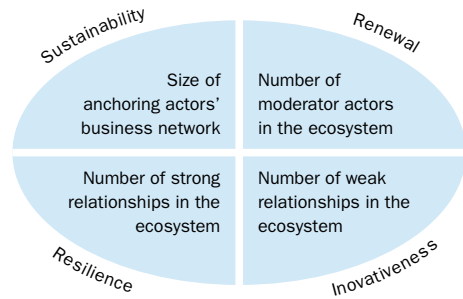 Sustainability
Renewal
Size of
anchoring actors’
business network
Number of
moderator actors
in the ecosystem
Number of strong
relationships in the
ecosystem
Number of weak
relationships in the
ecosystem
Resilience
Inovativeness